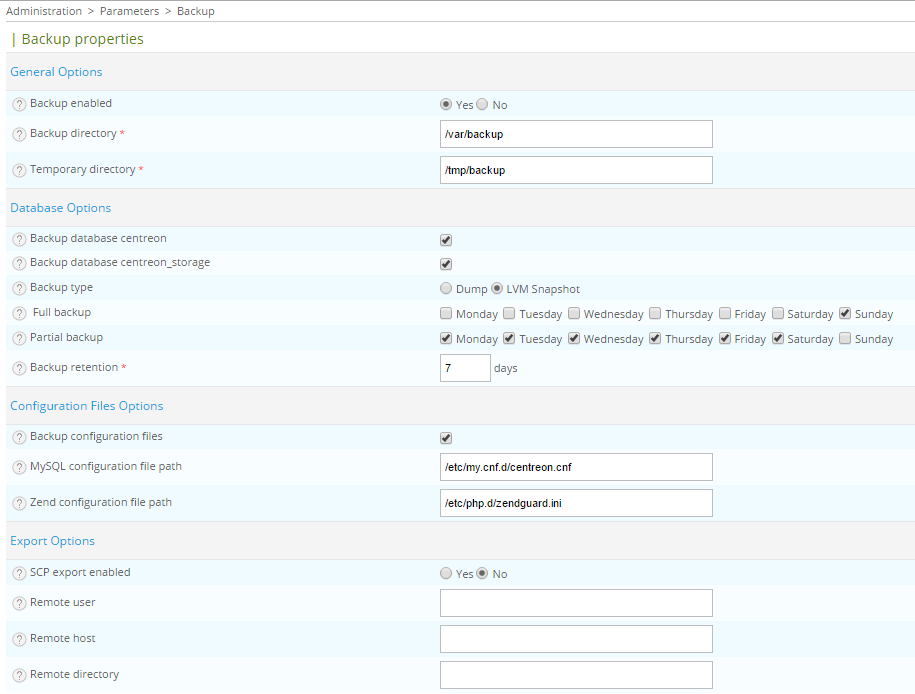 Administration > Parameters > Backup
| Backup properties
General Options
? Backup enabled Yes No
? Backup directory * /var/backup
? Temporary directory * /tmp/backup
Database Options
? Backup database centreon
? Backup database centreon_storage
? Backup type Dump LVM Snapshot
? Full backup Monday Tuesday Wednesday Thursday Friday Saturday Sunday
? Partial backup Monday Tuesday Wednesday Thursday Friday Saturday Sunday
? Backup retention * 7 days
Configuration Files Options
? Backup configuration files
? MySQL configuration file path /etc/my.cnf.d/centreon.cnf
? Zend configuration file path /etc/php.d/zendguard.ini
Export Options
? SCP export enabled Yes No
? Remote user
? Remote host
? Remote directory